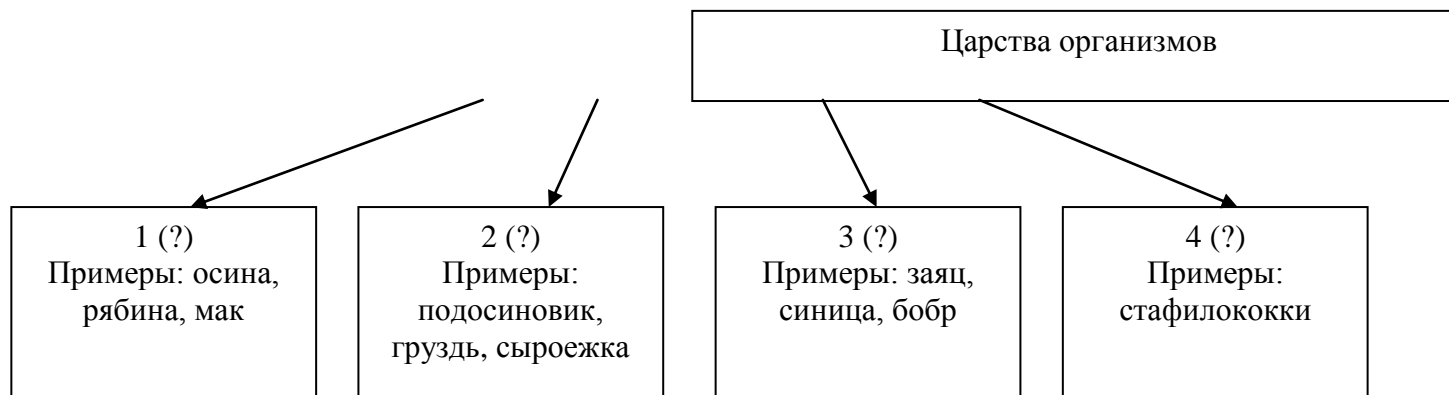 Царства организмов
1 (?)
Примеры: осина,
рябина, мак
2 (?)
Примеры:
подосиновик,
груздь, сыроежка
3 (?)
Примеры: заяц,
синица, бобр
4 (?)
Примеры:
стафилококки